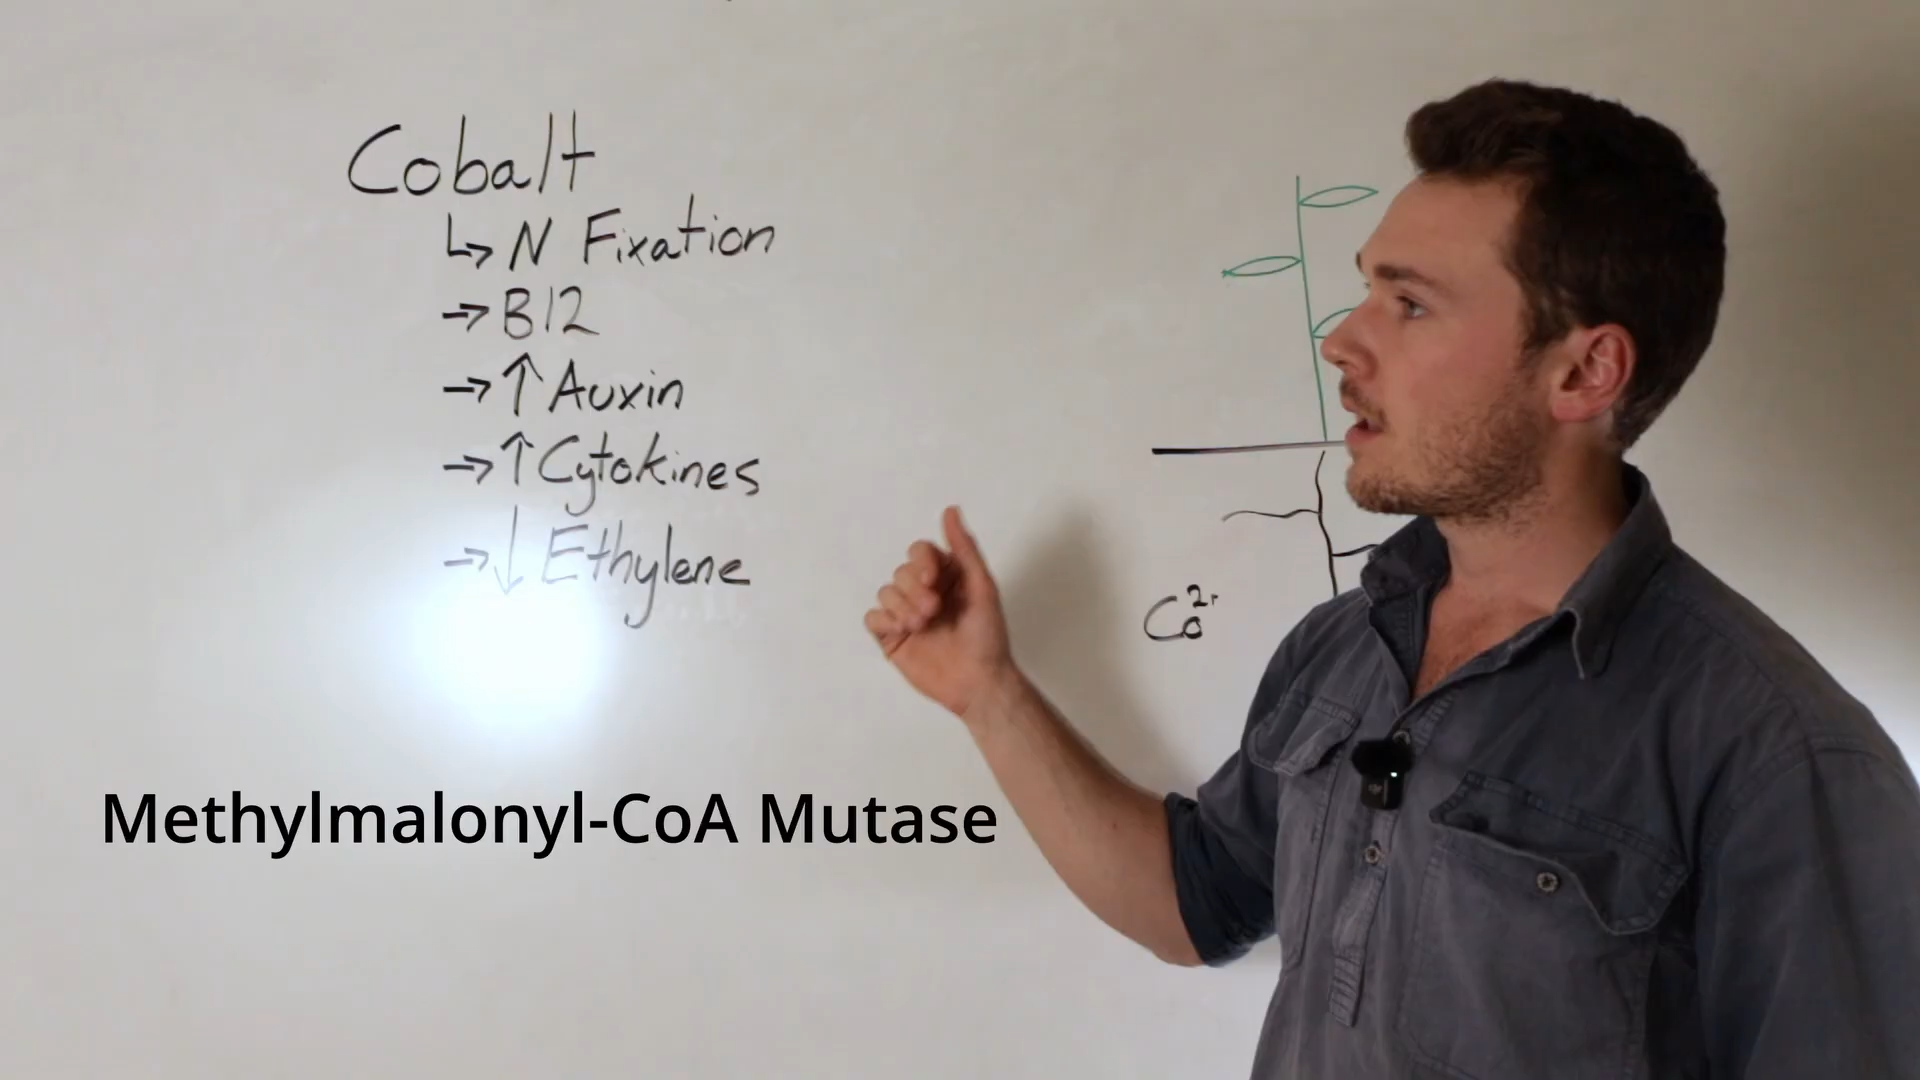 Cobalt
↳ N Fixation
→ B12
→ ↑ Auxin
→ ↑ Cytokines
→ ↓ Ethylene
Co²⁺
Methylmalonyl-CoA Mutase